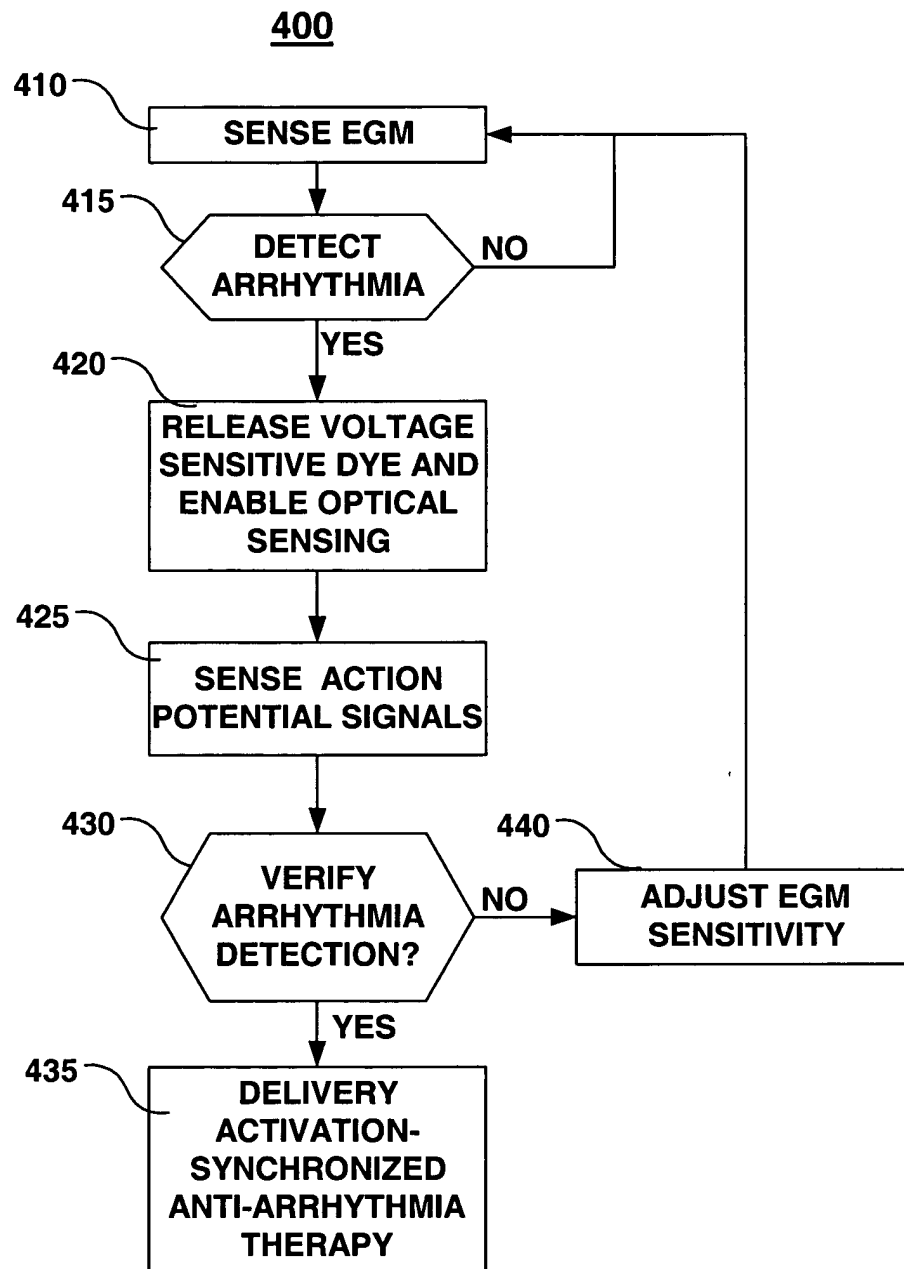 400
410
SENSE EGM
415
DETECT
ARRHYTHMIA
NO
YES
420
RELEASE VOLTAGE
SENSITIVE DYE AND
ENABLE OPTICAL
SENSING
425
SENSE ACTION
POTENTIAL SIGNALS
430
VERIFY
ARRHYTHMIA
DETECTION?
NO
440
ADJUST EGM
SENSITIVITY
YES
435
DELIVERY
ACTIVATION-
SYNCHRONIZED
ANTI-ARRHYTHMIA
THERAPY